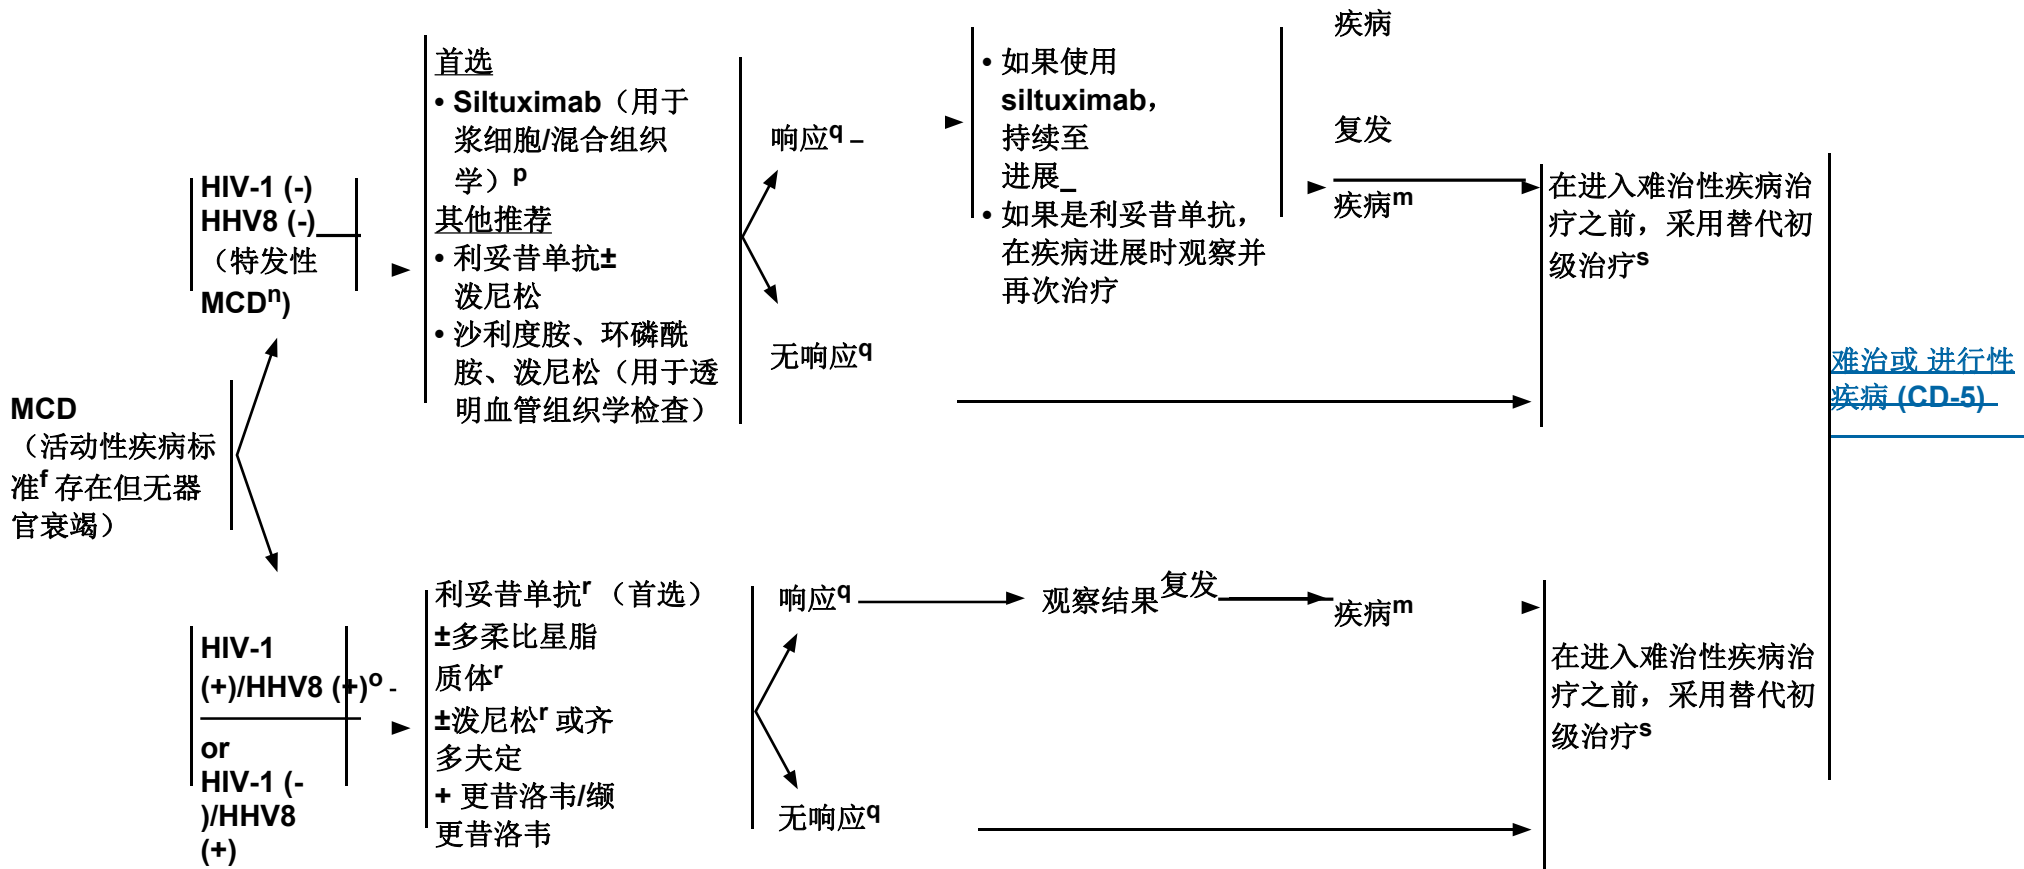 MCD
（活动性疾病标
准f 存在但无器
官衰竭）
HIV-1 (-)
HHV8 (-)
（特发性
MCDn)
首选
• Siltuximab（用于
浆细胞/混合组织
学）p
其他推荐
• 利妥昔单抗±
泼尼松
• 沙利度胺、环磷酰
胺、泼尼松（用于透
明血管组织学检查）
响应q –
无响应q
• 如果使用
siltuximab，
持续至
进展_
• 如果是利妥昔单抗，
在疾病进展时观察并
再次治疗
疾病
复发
疾病m
在进入难治性疾病治
疗之前，采用替代初
级治疗s
难治或 进行性
疾病 (CD-5)
HIV-1
(+)/HHV8 (+)o -
or
HIV-1 (-
)/HHV8
(+)
利妥昔单抗r （首选）
±多柔比星脂
质体r
±泼尼松r 或齐
多夫定
+ 更昔洛韦/缬
更昔洛韦
响应q
无响应q
观察结果
复发
疾病m
在进入难治性疾病治
疗之前，采用替代初
级治疗s